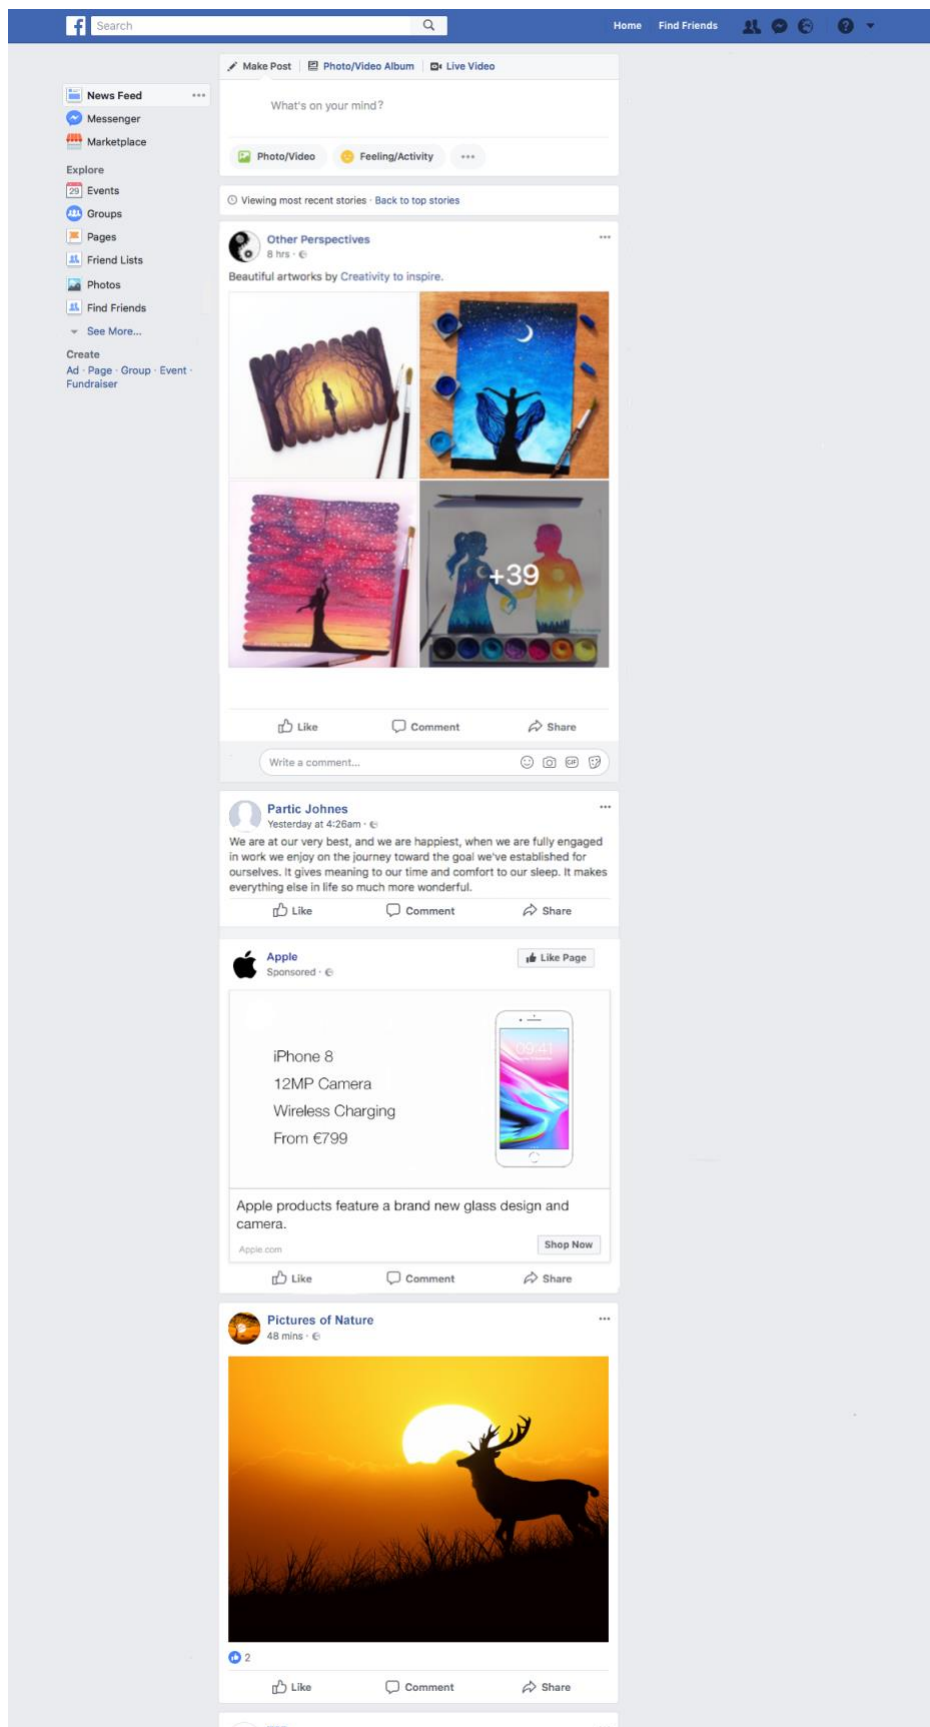 Search
Home Find Friends
Make Post Photo/Video Album Live Video
What's on your mind?
Photo/Video Feeling/Activity
Viewing most recent stories · Back to top stories
News Feed
Messenger
Marketplace
Explore
29 Events
Groups
Pages
Friend Lists
Photos
Find Friends
See More...
Create
Ad · Page · Group · Event ·
Fundraiser
Other Perspectives
8 hrs ·
Beautiful artworks by Creativity to inspire.
+39
Like Comment Share
Write a comment...
GIF
Partic Johnes
Yesterday at 4:26am ·
We are at our very best, and we are happiest, when we are fully engaged
in work we enjoy on the journey toward the goal we've established for
ourselves. It gives meaning to our time and comfort to our sleep. It makes
everything else in life so much more wonderful.
Like Comment Share
Apple
Like Page
Sponsored ·
09:41
iPhone 8
12MP Camera
Wireless Charging
From €799
Apple products feature a brand new glass design and
camera.
Apple.com
Shop Now
Like Comment Share
Pictures of Nature
48 mins ·
2
Like Comment Share